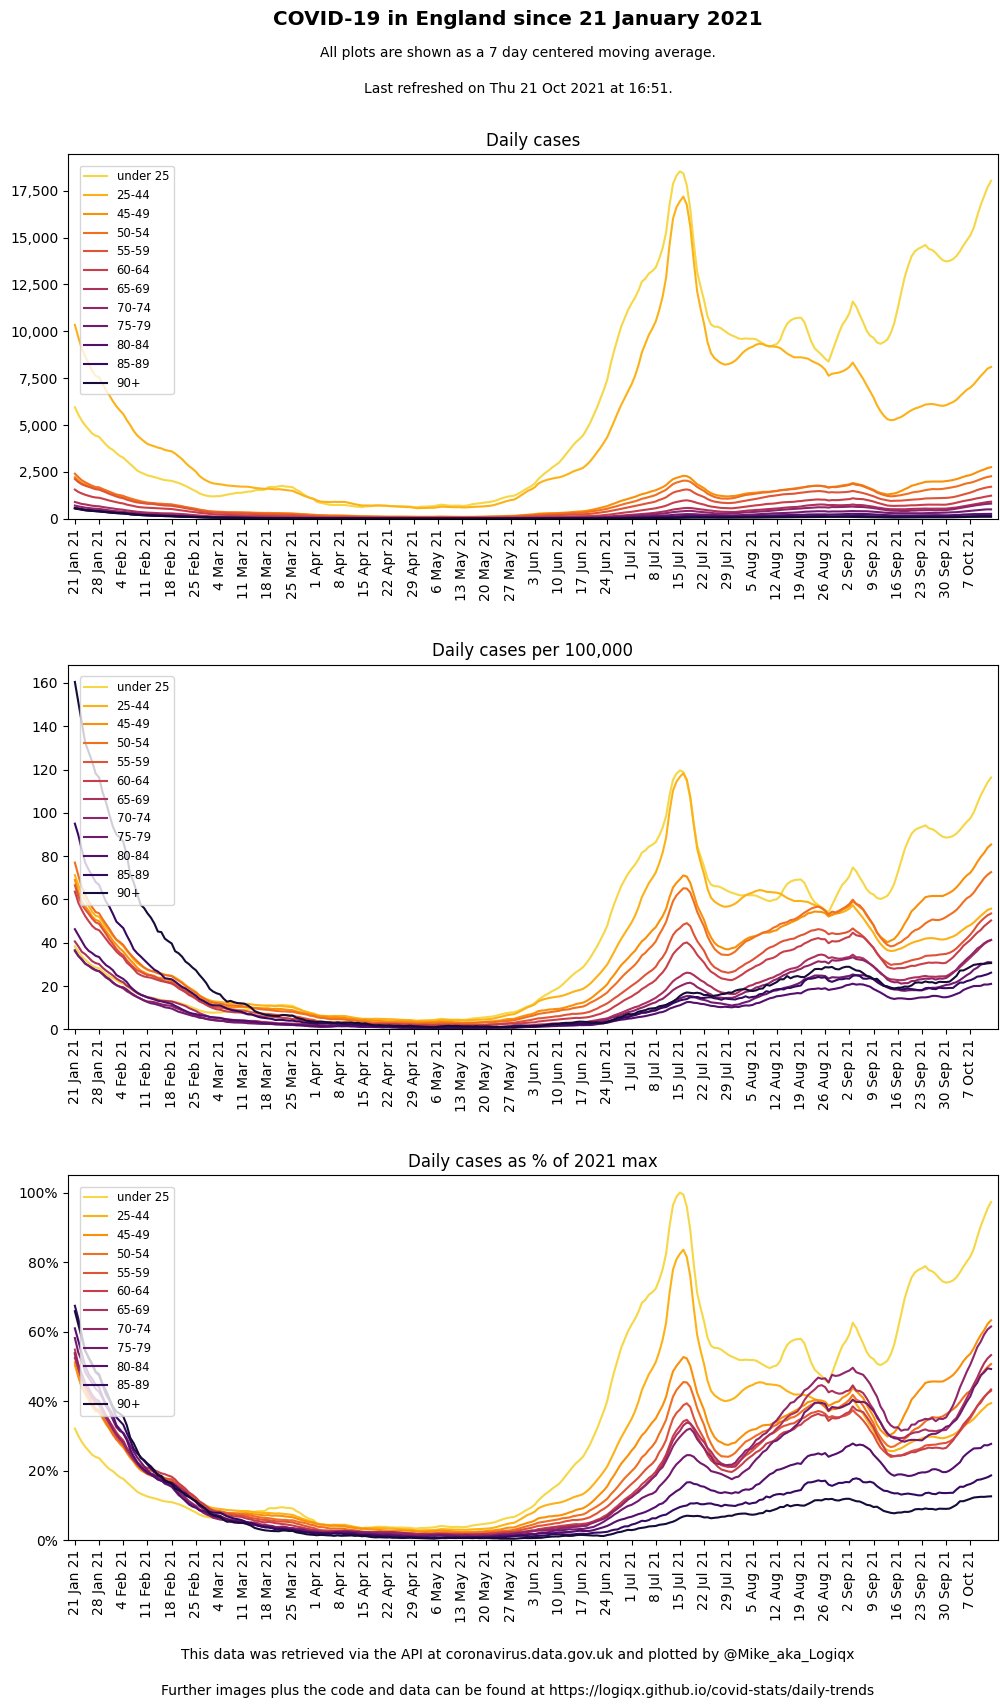 COVID-19 in England since 21 January 2021
All plots are shown as a 7 day centered moving average.
Last refreshed on Thu 21 Oct 2021 at 16:51.
Daily cases
17,500
15,000
12,500
10,000
7,500
5,000
2,500
0
under 25
25-44
45-49
50-54
55-59
60-64
65-69
70-74
75-79
80-84
85-89
90+
21 Jan 21
28 Jan 21
4 Feb 21
11 Feb 21
18 Feb 21
25 Feb 21
4 Mar 21
11 Mar 21
18 Mar 21
25 Mar 21
1 Apr 21
8 Apr 21
15 Apr 21
22 Apr 21
29 Apr 21
6 May 21
13 May 21
20 May 21
27 May 21
3 Jun 21
10 Jun 21
17 Jun 21
24 Jun 21
1 Jul 21
8 Jul 21
15 Jul 21
22 Jul 21
29 Jul 21
5 Aug 21
12 Aug 21
19 Aug 21
26 Aug 21
2 Sep 21
9 Sep 21
16 Sep 21
23 Sep 21
30 Sep 21
7 Oct 21
Daily cases per 100,000
160
140
120
100
80
60
40
20
0
under 25
25-44
45-49
50-54
55-59
60-64
65-69
70-74
75-79
80-84
85-89
90+
21 Jan 21
28 Jan 21
4 Feb 21
11 Feb 21
18 Feb 21
25 Feb 21
4 Mar 21
11 Mar 21
18 Mar 21
25 Mar 21
1 Apr 21
8 Apr 21
15 Apr 21
22 Apr 21
29 Apr 21
6 May 21
13 May 21
20 May 21
27 May 21
3 Jun 21
10 Jun 21
17 Jun 21
24 Jun 21
1 Jul 21
8 Jul 21
15 Jul 21
22 Jul 21
29 Jul 21
5 Aug 21
12 Aug 21
19 Aug 21
26 Aug 21
2 Sep 21
9 Sep 21
16 Sep 21
23 Sep 21
30 Sep 21
7 Oct 21
Daily cases as % of 2021 max
100%
80%
60%
40%
20%
0%
under 25
25-44
45-49
50-54
55-59
60-64
65-69
70-74
75-79
80-84
85-89
90+
21 Jan 21
28 Jan 21
4 Feb 21
11 Feb 21
18 Feb 21
25 Feb 21
4 Mar 21
11 Mar 21
18 Mar 21
25 Mar 21
1 Apr 21
8 Apr 21
15 Apr 21
22 Apr 21
29 Apr 21
6 May 21
13 May 21
20 May 21
27 May 21
3 Jun 21
10 Jun 21
17 Jun 21
24 Jun 21
1 Jul 21
8 Jul 21
15 Jul 21
22 Jul 21
29 Jul 21
5 Aug 21
12 Aug 21
19 Aug 21
26 Aug 21
2 Sep 21
9 Sep 21
16 Sep 21
23 Sep 21
30 Sep 21
7 Oct 21
This data was retrieved via the API at coronavirus.data.gov.uk and plotted by @Mike_aka_Logiqx
Further images plus the code and data can be found at https://logiqx.github.io/covid-stats/daily-trends